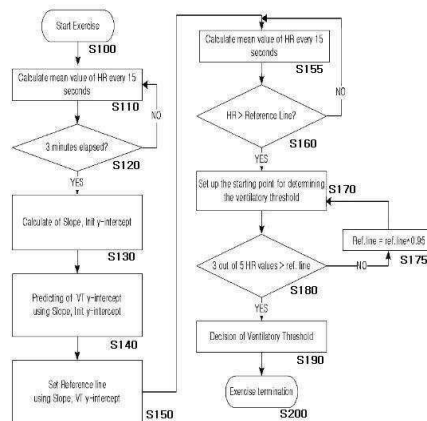 Start Exercise
S100
Calculate mean value of HR every 15
seconds
S110
NO
3 minutes elapsed?
S120
YES
Calculate of Slope, Init y-intercept
S130
Predicting of VT y-intercept
using Slope, Init y-intercept
S140
Set Reference line
using Slope, VT y-intercept
S150
Calculate mean value of HR every 15
seconds
S155
NO
HR > Reference Line?
S160
YES
Set up the starting point for determining
the ventilatory threshold
S170
Ref.line = ref.line*0.95
S175
3 out of 5 HR values > ref. line
NO
S180
YES
Decision of Ventilatory Threshold
S190
Exercise termination
S200